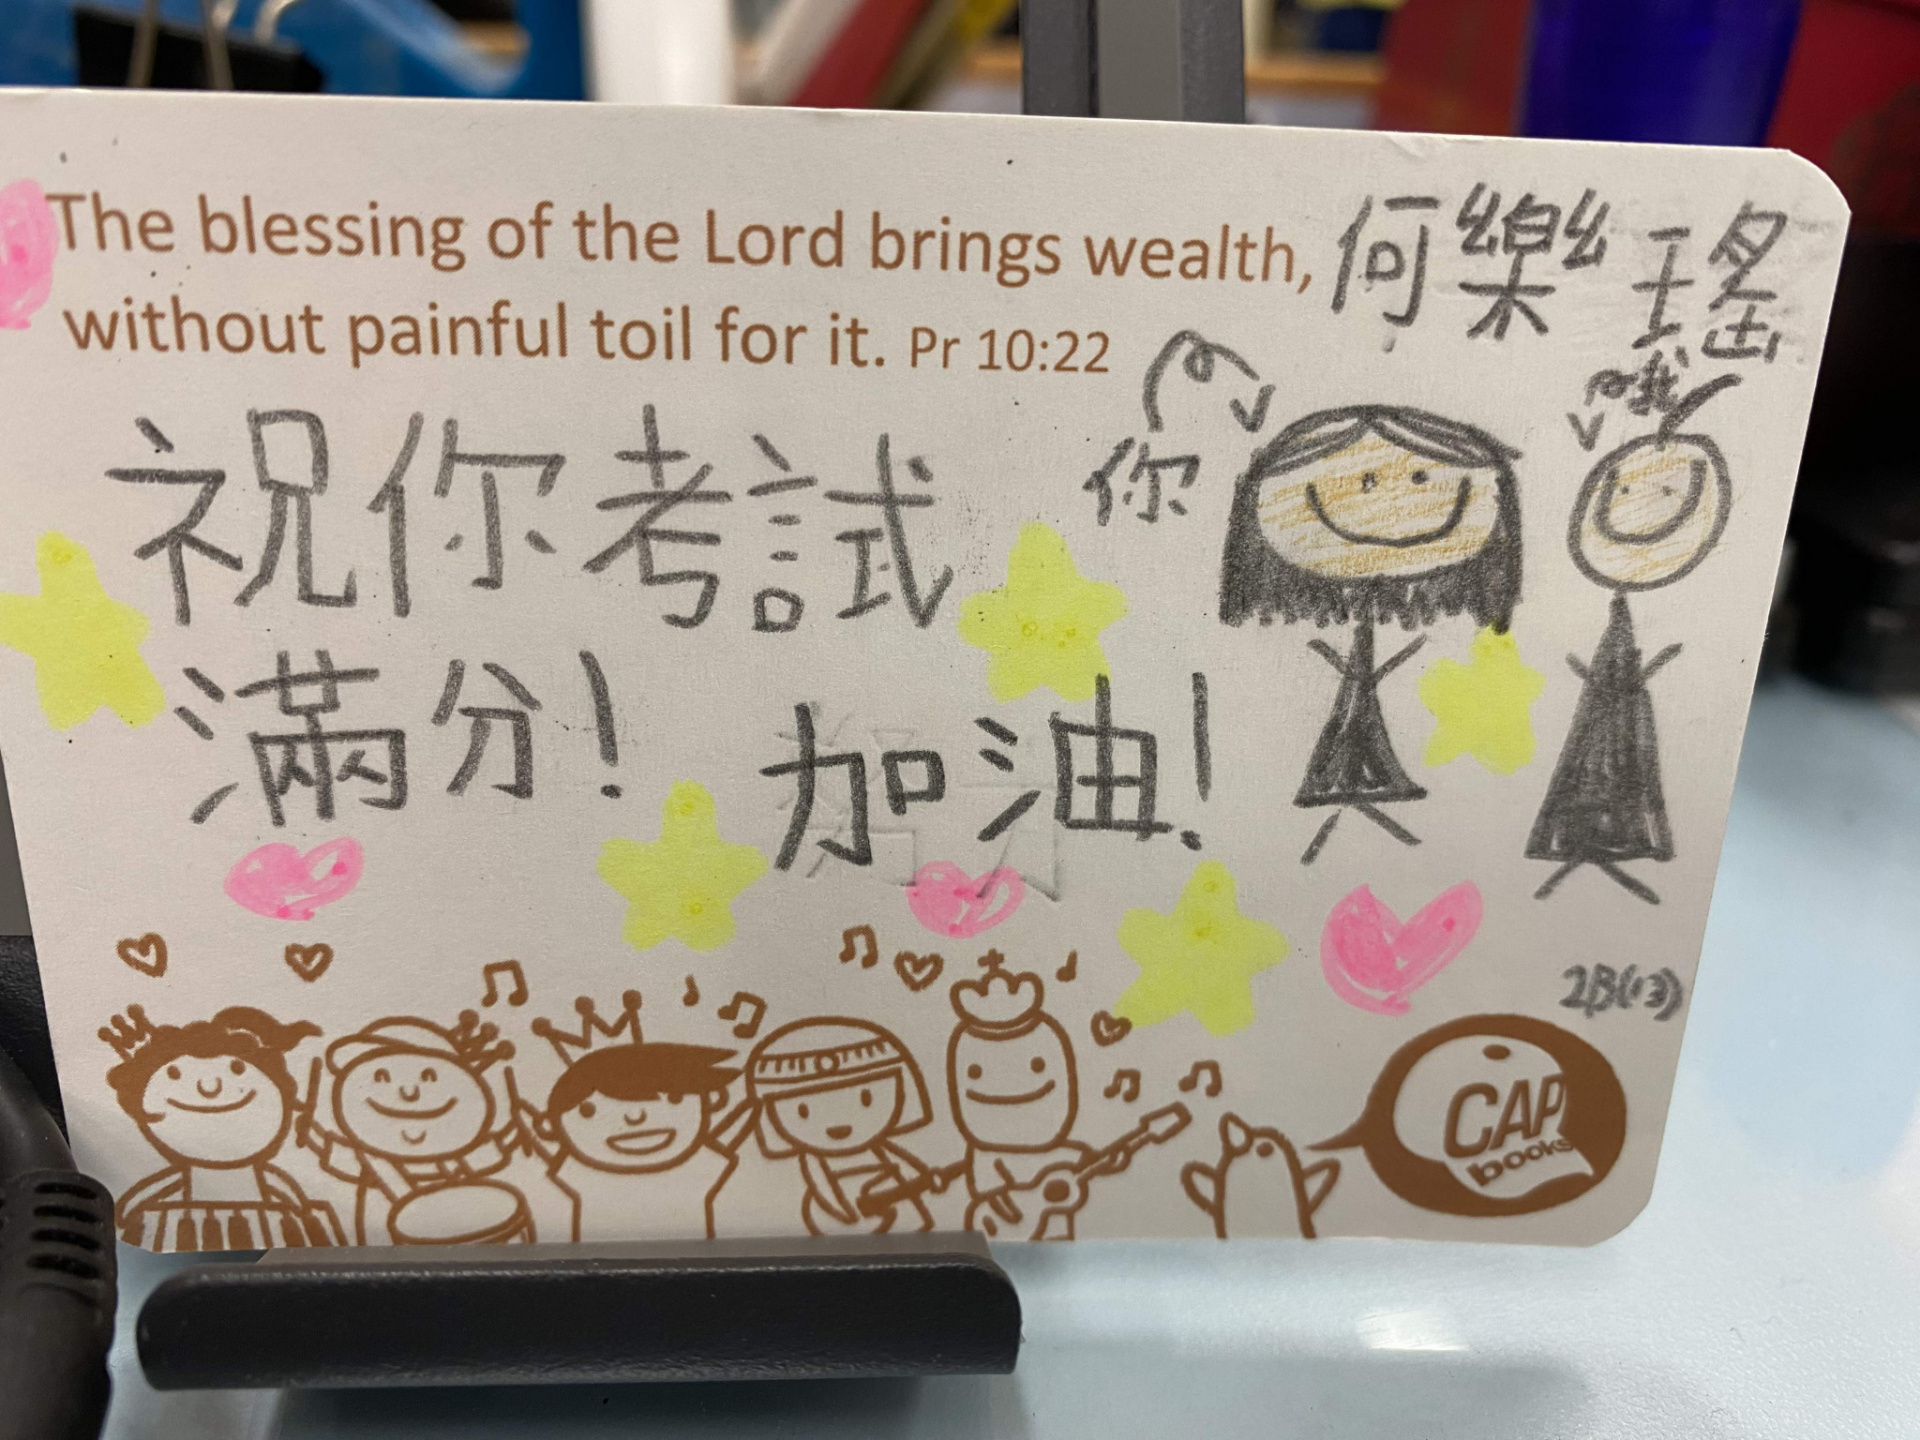 The blessing of the Lord brings wealth,
without painful toil for it. Pr 10:22
何樂瑤
祝你考試
滿分！
加油！
你
我
2B(13)
CAP
books